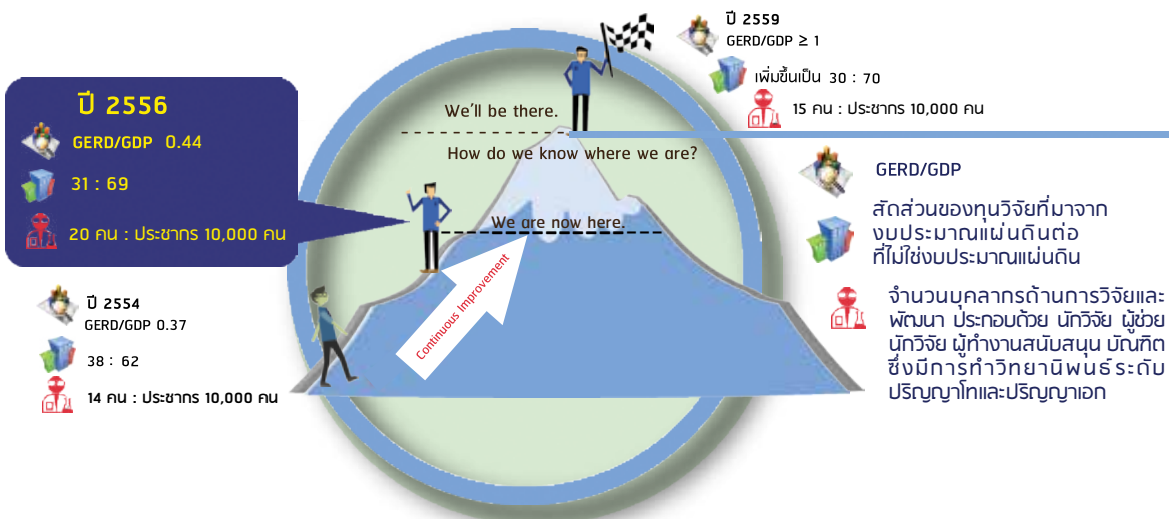 ปี 2559
GERD/GDP ≥ 1
เพิ่มขึ้นเป็น 30 : 70
15 คน : ประชากร 10,000 คน
We'll be there.
How do we know where we are?
We are now here.
Continuous Improvement
ปี 2556
GERD/GDP 0.44
31 : 69
20 คน : ประชากร 10,000 คน
ปี 2554
GERD/GDP 0.37
38 : 62
14 คน : ประชากร 10,000 คน
GERD/GDP
สัดส่วนของทุนวิจัยที่มาจาก
งบประมาณแผ่นดินต่อ
ที่ไม่ใช่งบประมาณแผ่นดิน
จำนวนบุคลากรด้านการวิจัยและ
พัฒนา ประกอบด้วย นักวิจัย ผู้ช่วย
นักวิจัย ผู้ทำงานสนับสนุน บัณฑิต
ซึ่งมีการทำวิทยานิพนธ์ระดับ
ปริญญาโทและปริญญาเอก